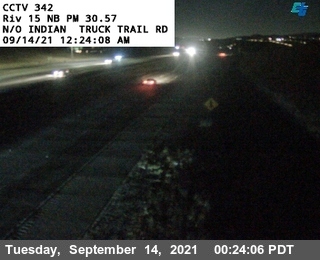 CCTV 342
Riv 15 NB PM 30.57
N/O INDIAN TRUCK TRAIL RD
09/14/21 12:24:08 AM
Tuesday, September 14, 2021 00:24:06 PDT